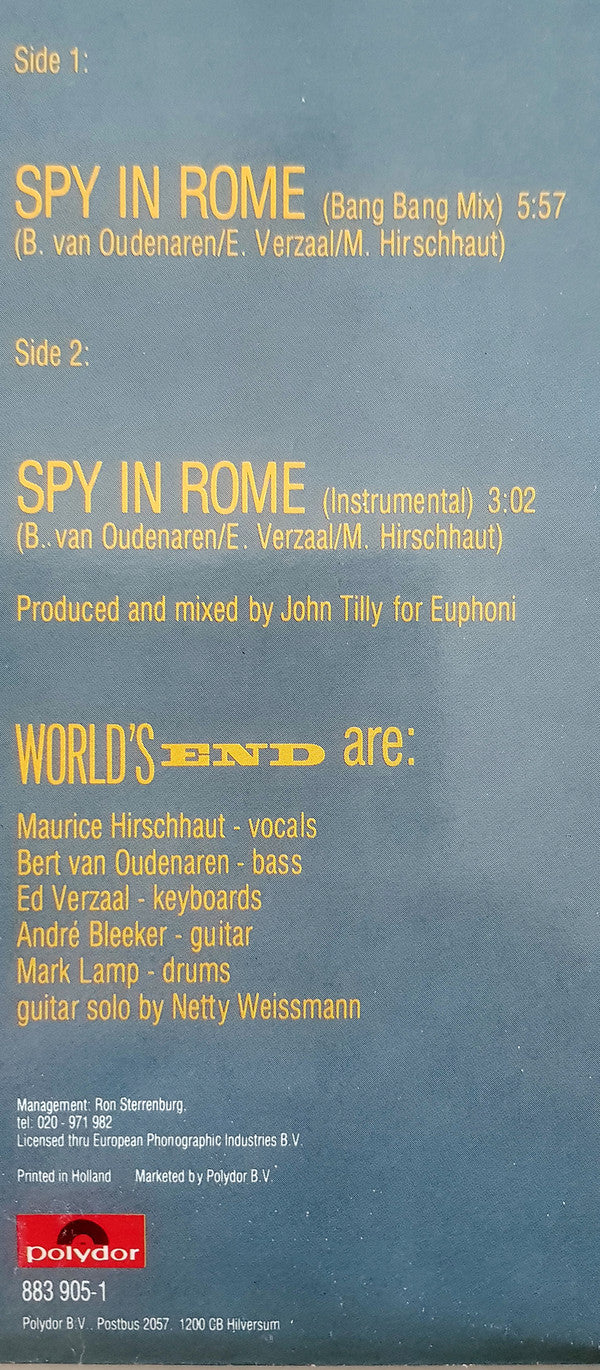 Side 1:
SPY IN ROME (Bang Bang Mix) 5:57
(B. van Oudenaren/E. Verzaal/M. Hirschhaut)
Side 2:
SPY IN ROME (Instrumental) 3:02
(B. van Oudenaren/E. Verzaal/M. Hirschhaut)
Produced and mixed by John Tilly for Euphoni
WORLD'S END are:
Maurice Hirschhaut - vocals
Bert van Oudenaren - bass
Ed Verzaal - keyboards
André Bleeker - guitar
Mark Lamp - drums
guitar solo by Netty Weissmann
Management: Ron Sterrenburg,
tel: 020 - 971 982
Licensed thru European Phonographic Industries B.V.
Printed in Holland Marketed by Polydor B.V.
polydor
883 905-1
Polydor B.V., Postbus 2057, 1200 CB Hilversum